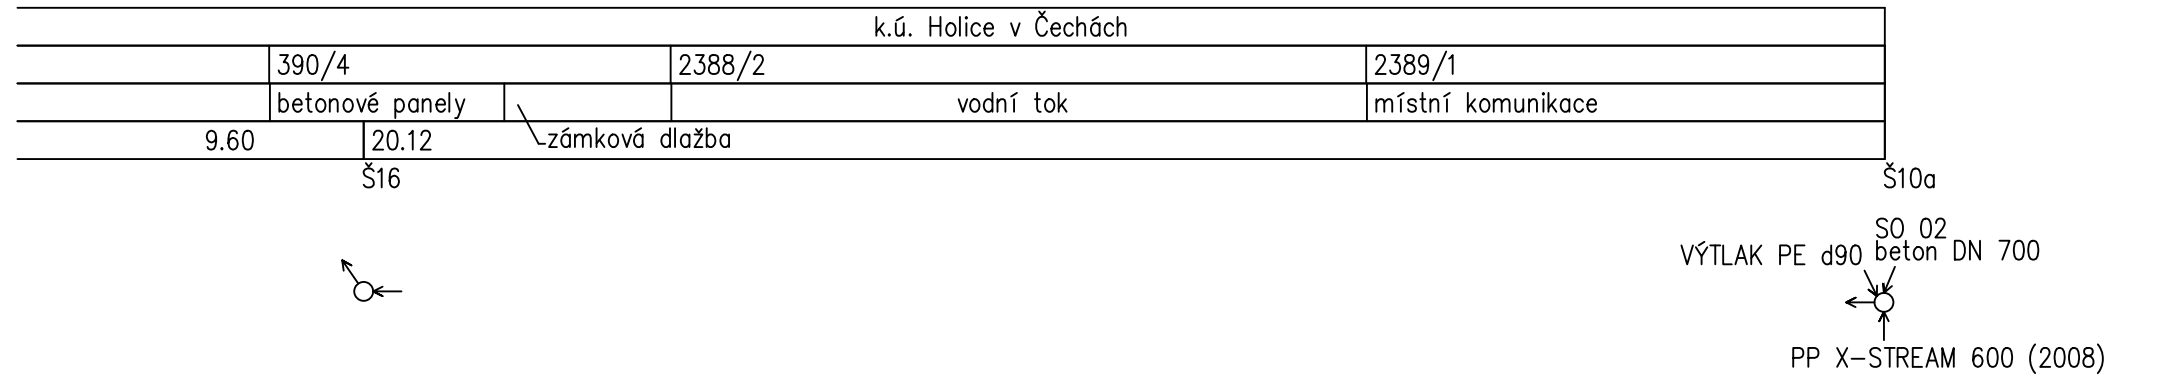 k.ú. Holice v Čechách
390/4 2388/2 2389/1
betonové panely vodní tok místní komunikace
9.60 20.12 zámková dlažba
Š16 Š10a
SO 02
VÝTLAK PE d90 beton DN 700
PP X-STREAM 600 (2008)